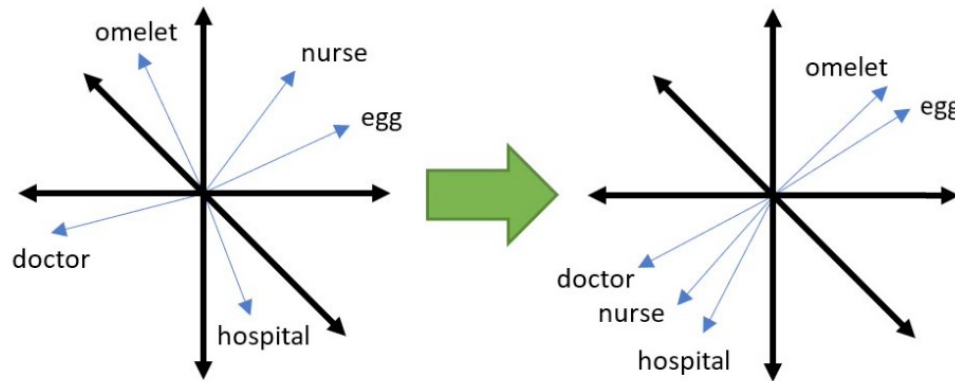 omelet
nurse
egg
doctor
hospital
omelet
egg
doctor
nurse
hospital